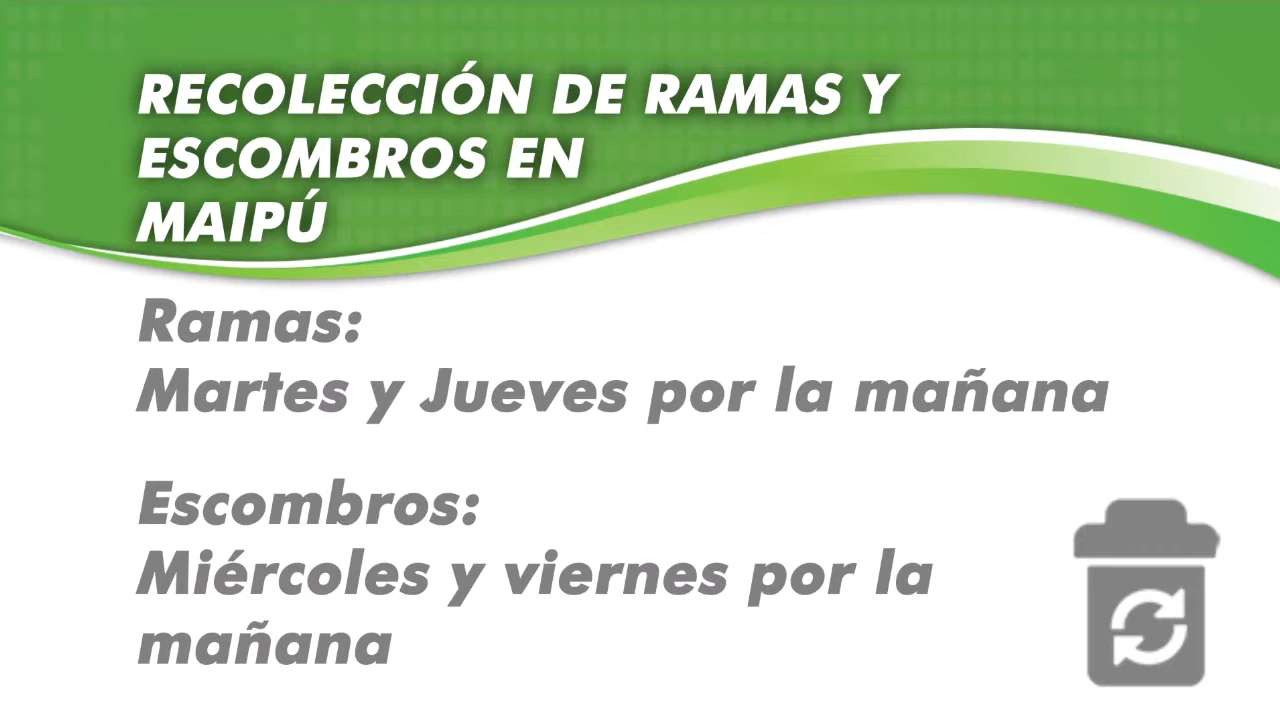 RECOLECCIÓN DE RAMAS Y
ESCOMBROS EN
MAIPÚ
Ramas:
Martes y Jueves por la mañana
Escombros:
Miércoles y viernes por la
mañana